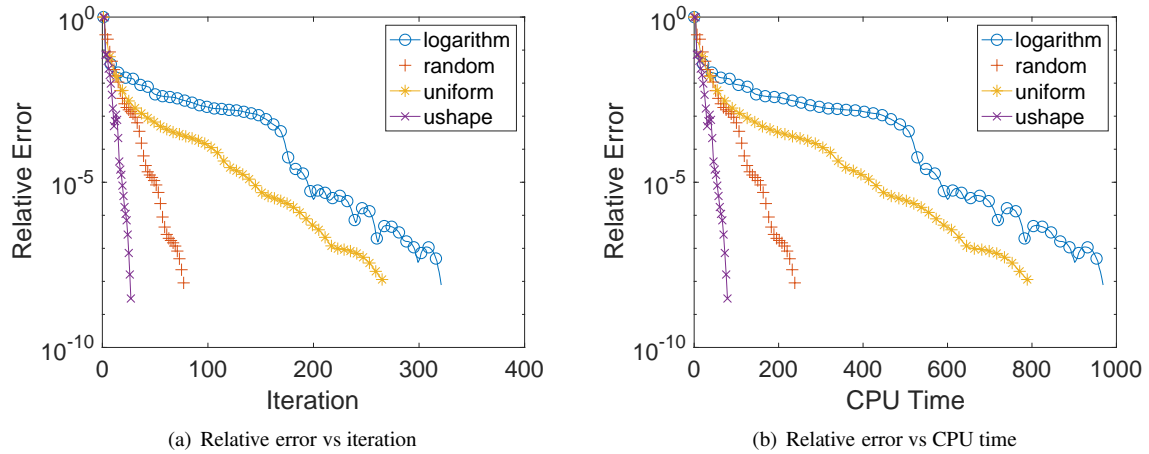 10^0
10^-5
10^-10
Relative Error
0
100
200
300
400
Iteration
logarithm
random
uniform
ushape
(a) Relative error vs iteration
10^0
10^-5
10^-10
Relative Error
0
200
400
600
800
1000
CPU Time
logarithm
random
uniform
ushape
(b) Relative error vs CPU time